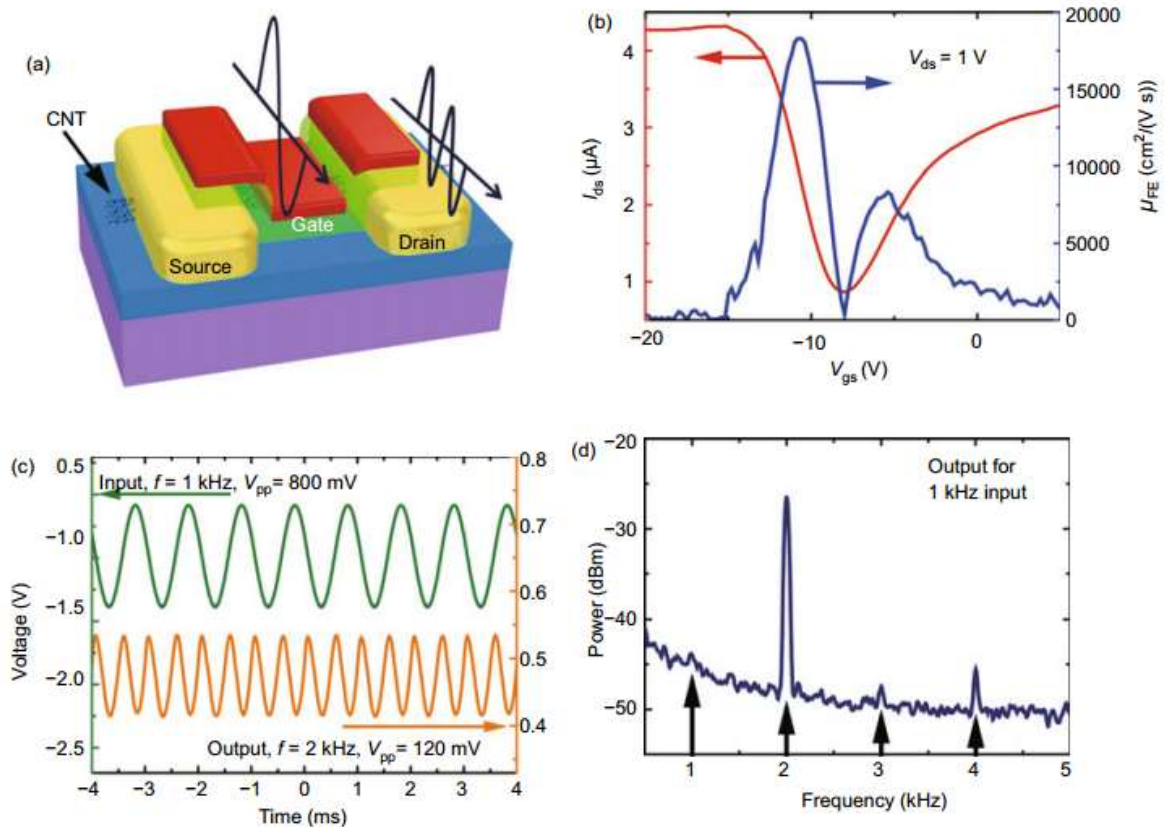 (a)
CNT
Gate
Source
Drain
(b)
4
3
2
1
I_ds (µA)
V_ds = 1 V
20000
15000
10000
5000
0
µ_FE (cm²/(V s))
−20
−10
0
V_gs (V)
(c)
0.5
−1.0
−1.5
−2.0
−2.5
Voltage (V)
Input, f = 1 kHz, V_pp = 800 mV
0.8
0.7
0.6
0.5
0.4
Output, f = 2 kHz, V_pp = 120 mV
−4
−3
−2
−1
0
1
2
3
4
Time (ms)
(d)
−20
−30
−40
−50
Power (dBm)
Output for
1 kHz input
1
2
3
4
5
Frequency (kHz)